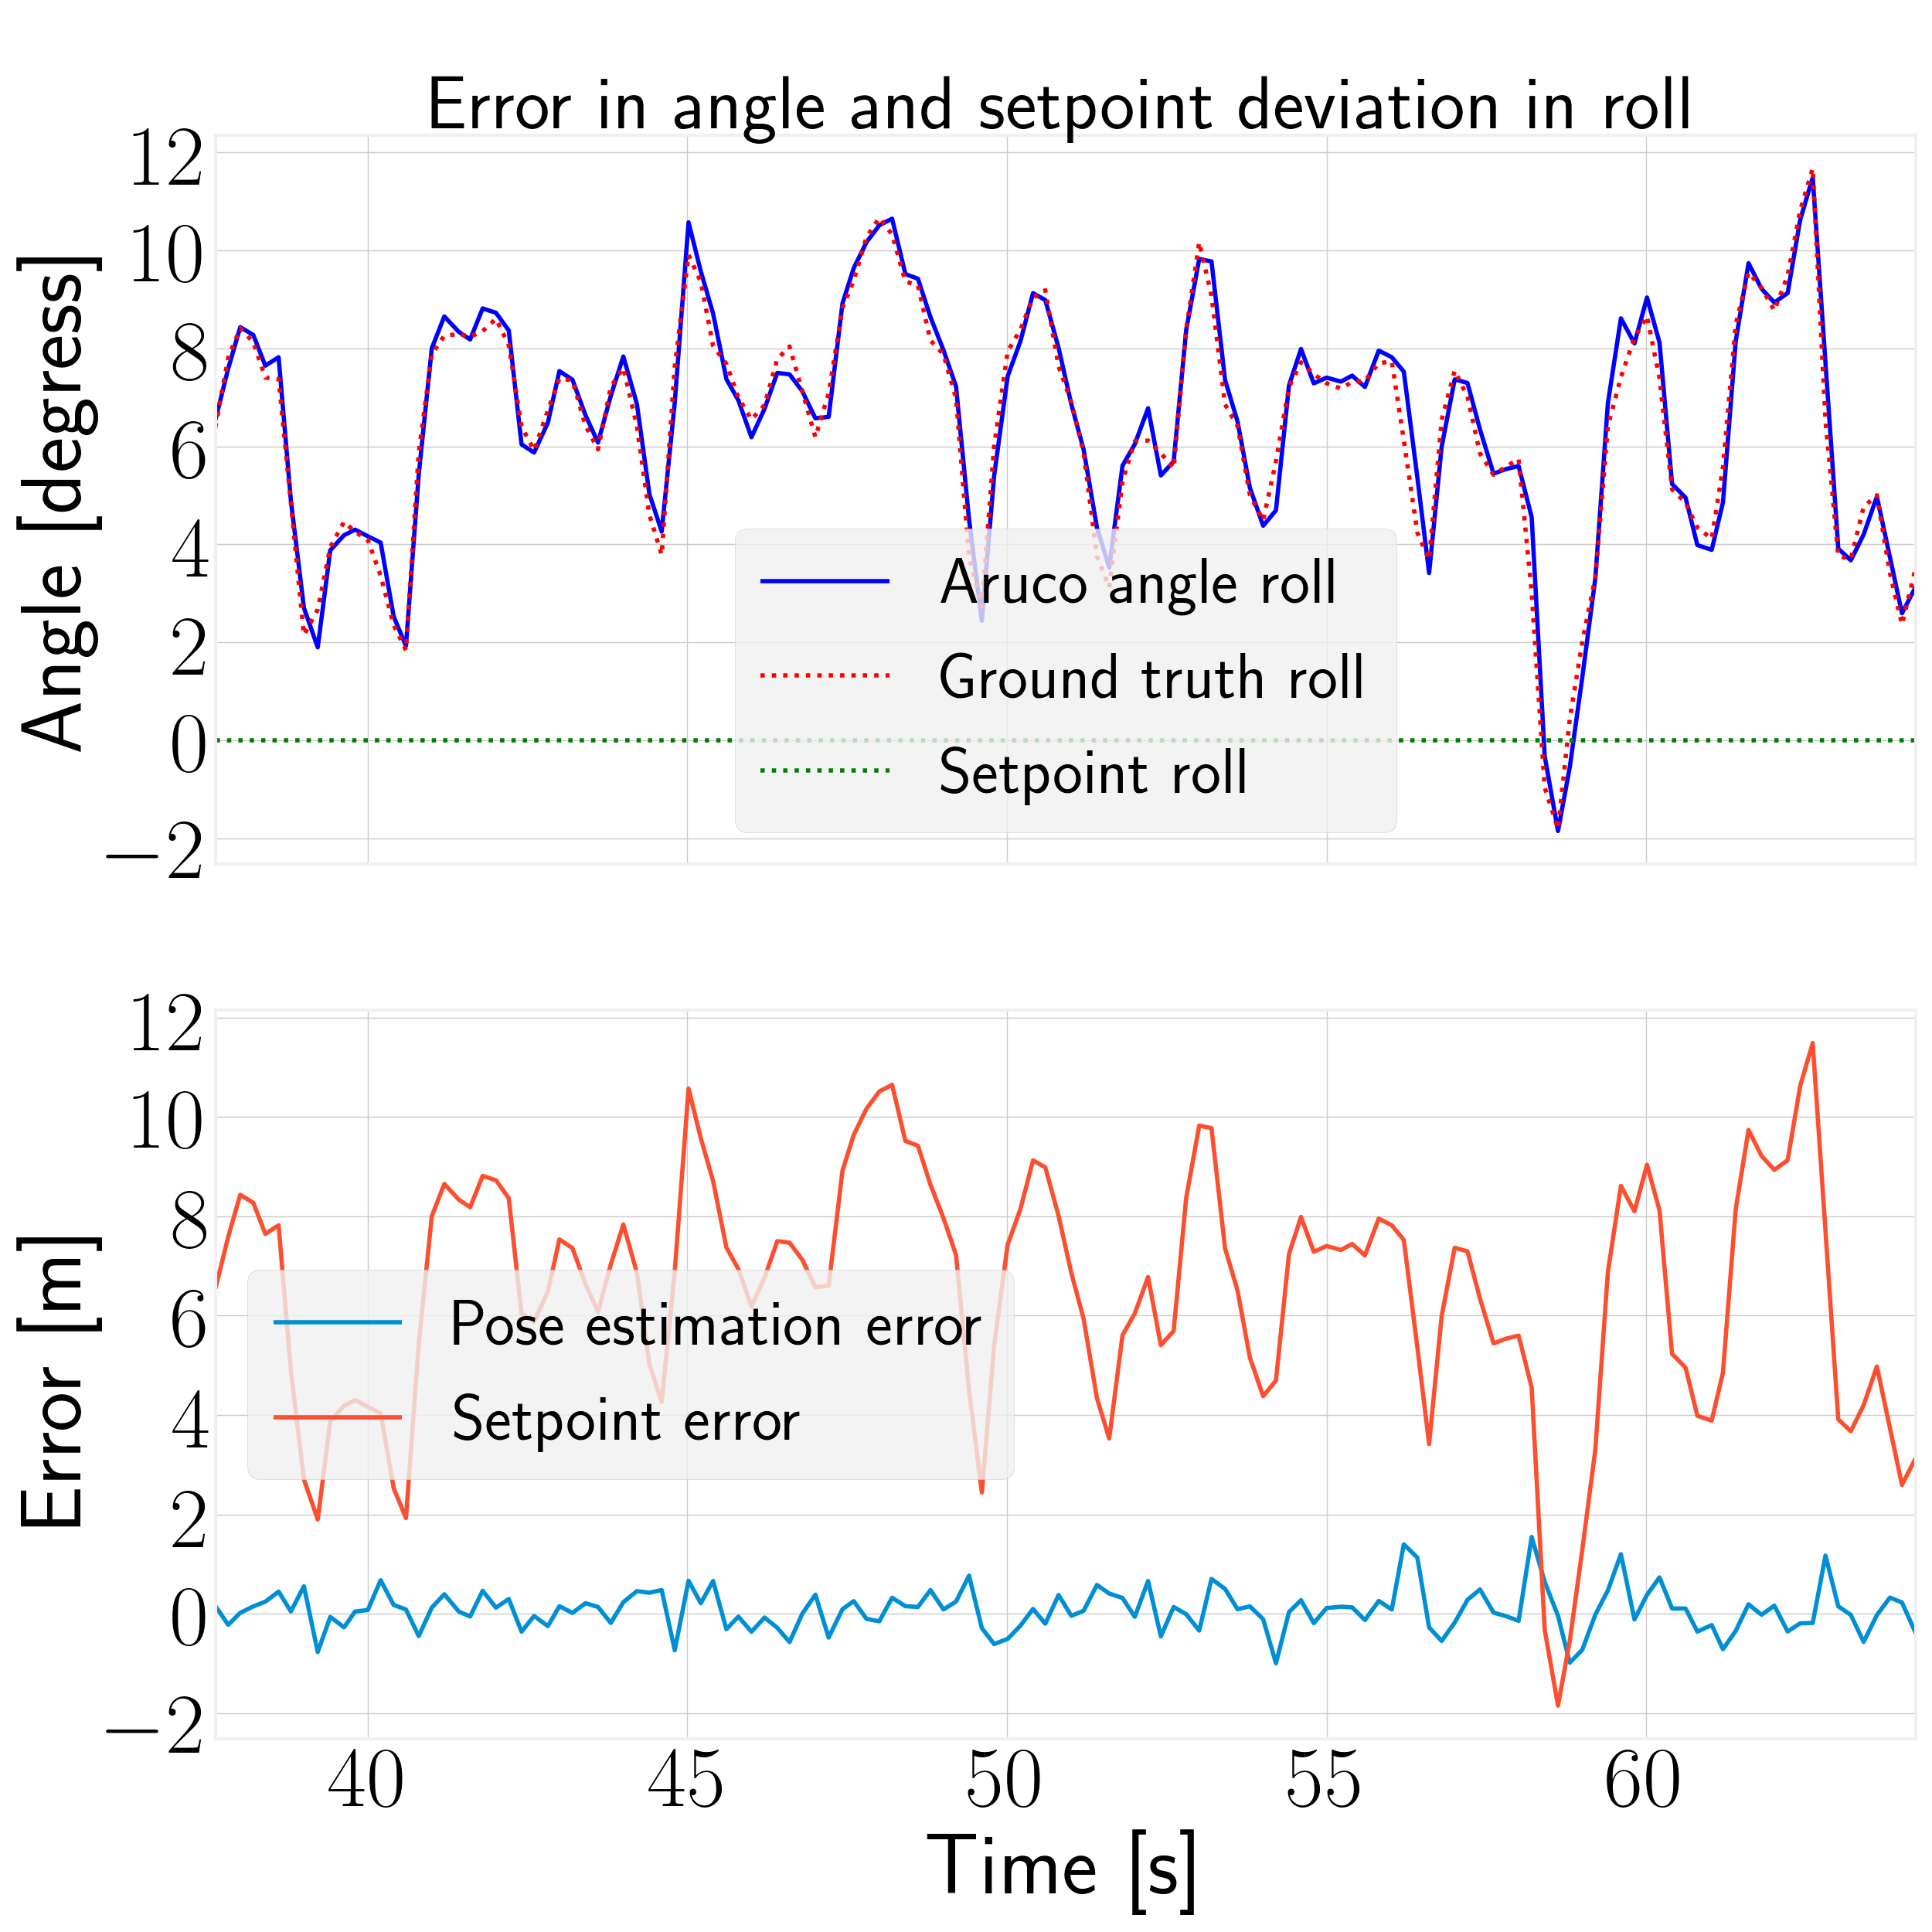 Error in angle and setpoint deviation in roll
Angle [degress]
12
10
8
6
4
2
0
−2
Aruco angle roll
Ground truth roll
Setpoint roll
Error [m]
12
10
8
6
4
2
0
−2
Pose estimation error
Setpoint error
40 45 50 55 60
Time [s]